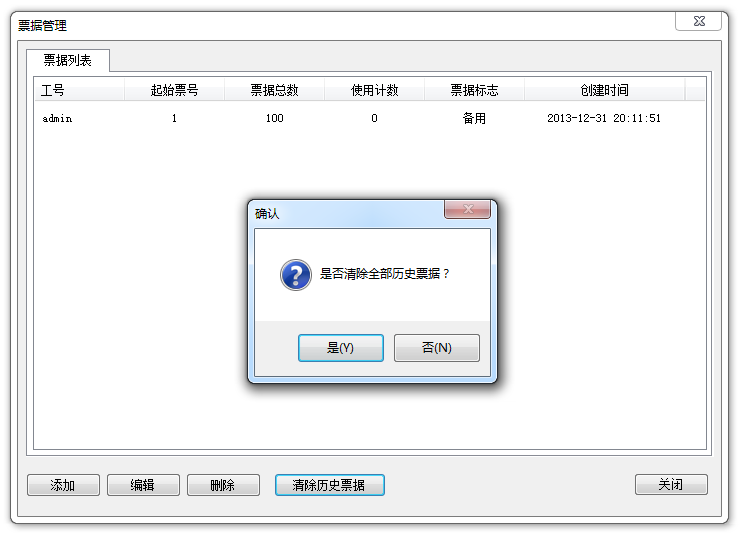 票据管理
票据列表
工号 起始票号 票据总数 使用计数 票据标志 创建时间
admin 1 100 0 备用 2013-12-31 20:11:51
确认
是否清除全部历史票据？
是(Y) 否(N)
添加 编辑 删除 清除历史票据 关闭